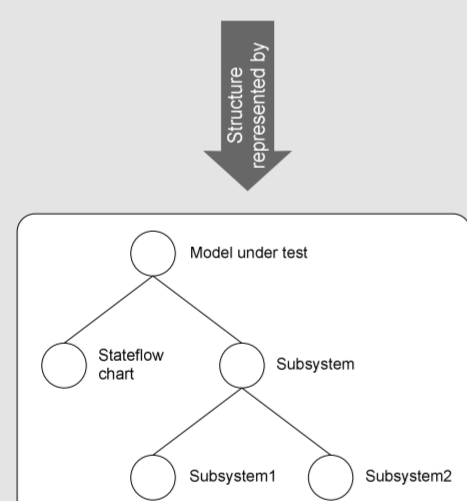 Structure
represented by
Model under test
Stateflow
chart
Subsystem
Subsystem1
Subsystem2